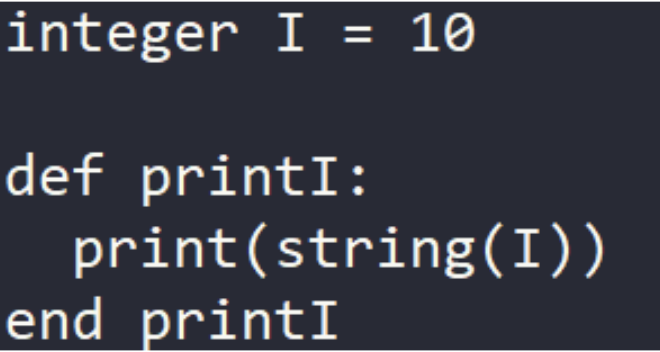 integer I = 10
def printI:
print(string(I))
end printI